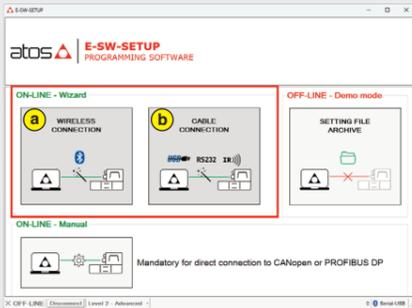 E-SW-SETUP
atos E-SW-SETUP
PROGRAMMING SOFTWARE
ON-LINE - Wizard
OFF-LINE - Demo mode
a WIRELESS CONNECTION
b CABLE CONNECTION
USB RS232 IR
SETTING FILE ARCHIVE
ON-LINE - Manual
Mandatory for direct connection to CANopen or PROFIBUS DP
OFF-LINE Disconnect Level 2 - Advanced
Serial-USB